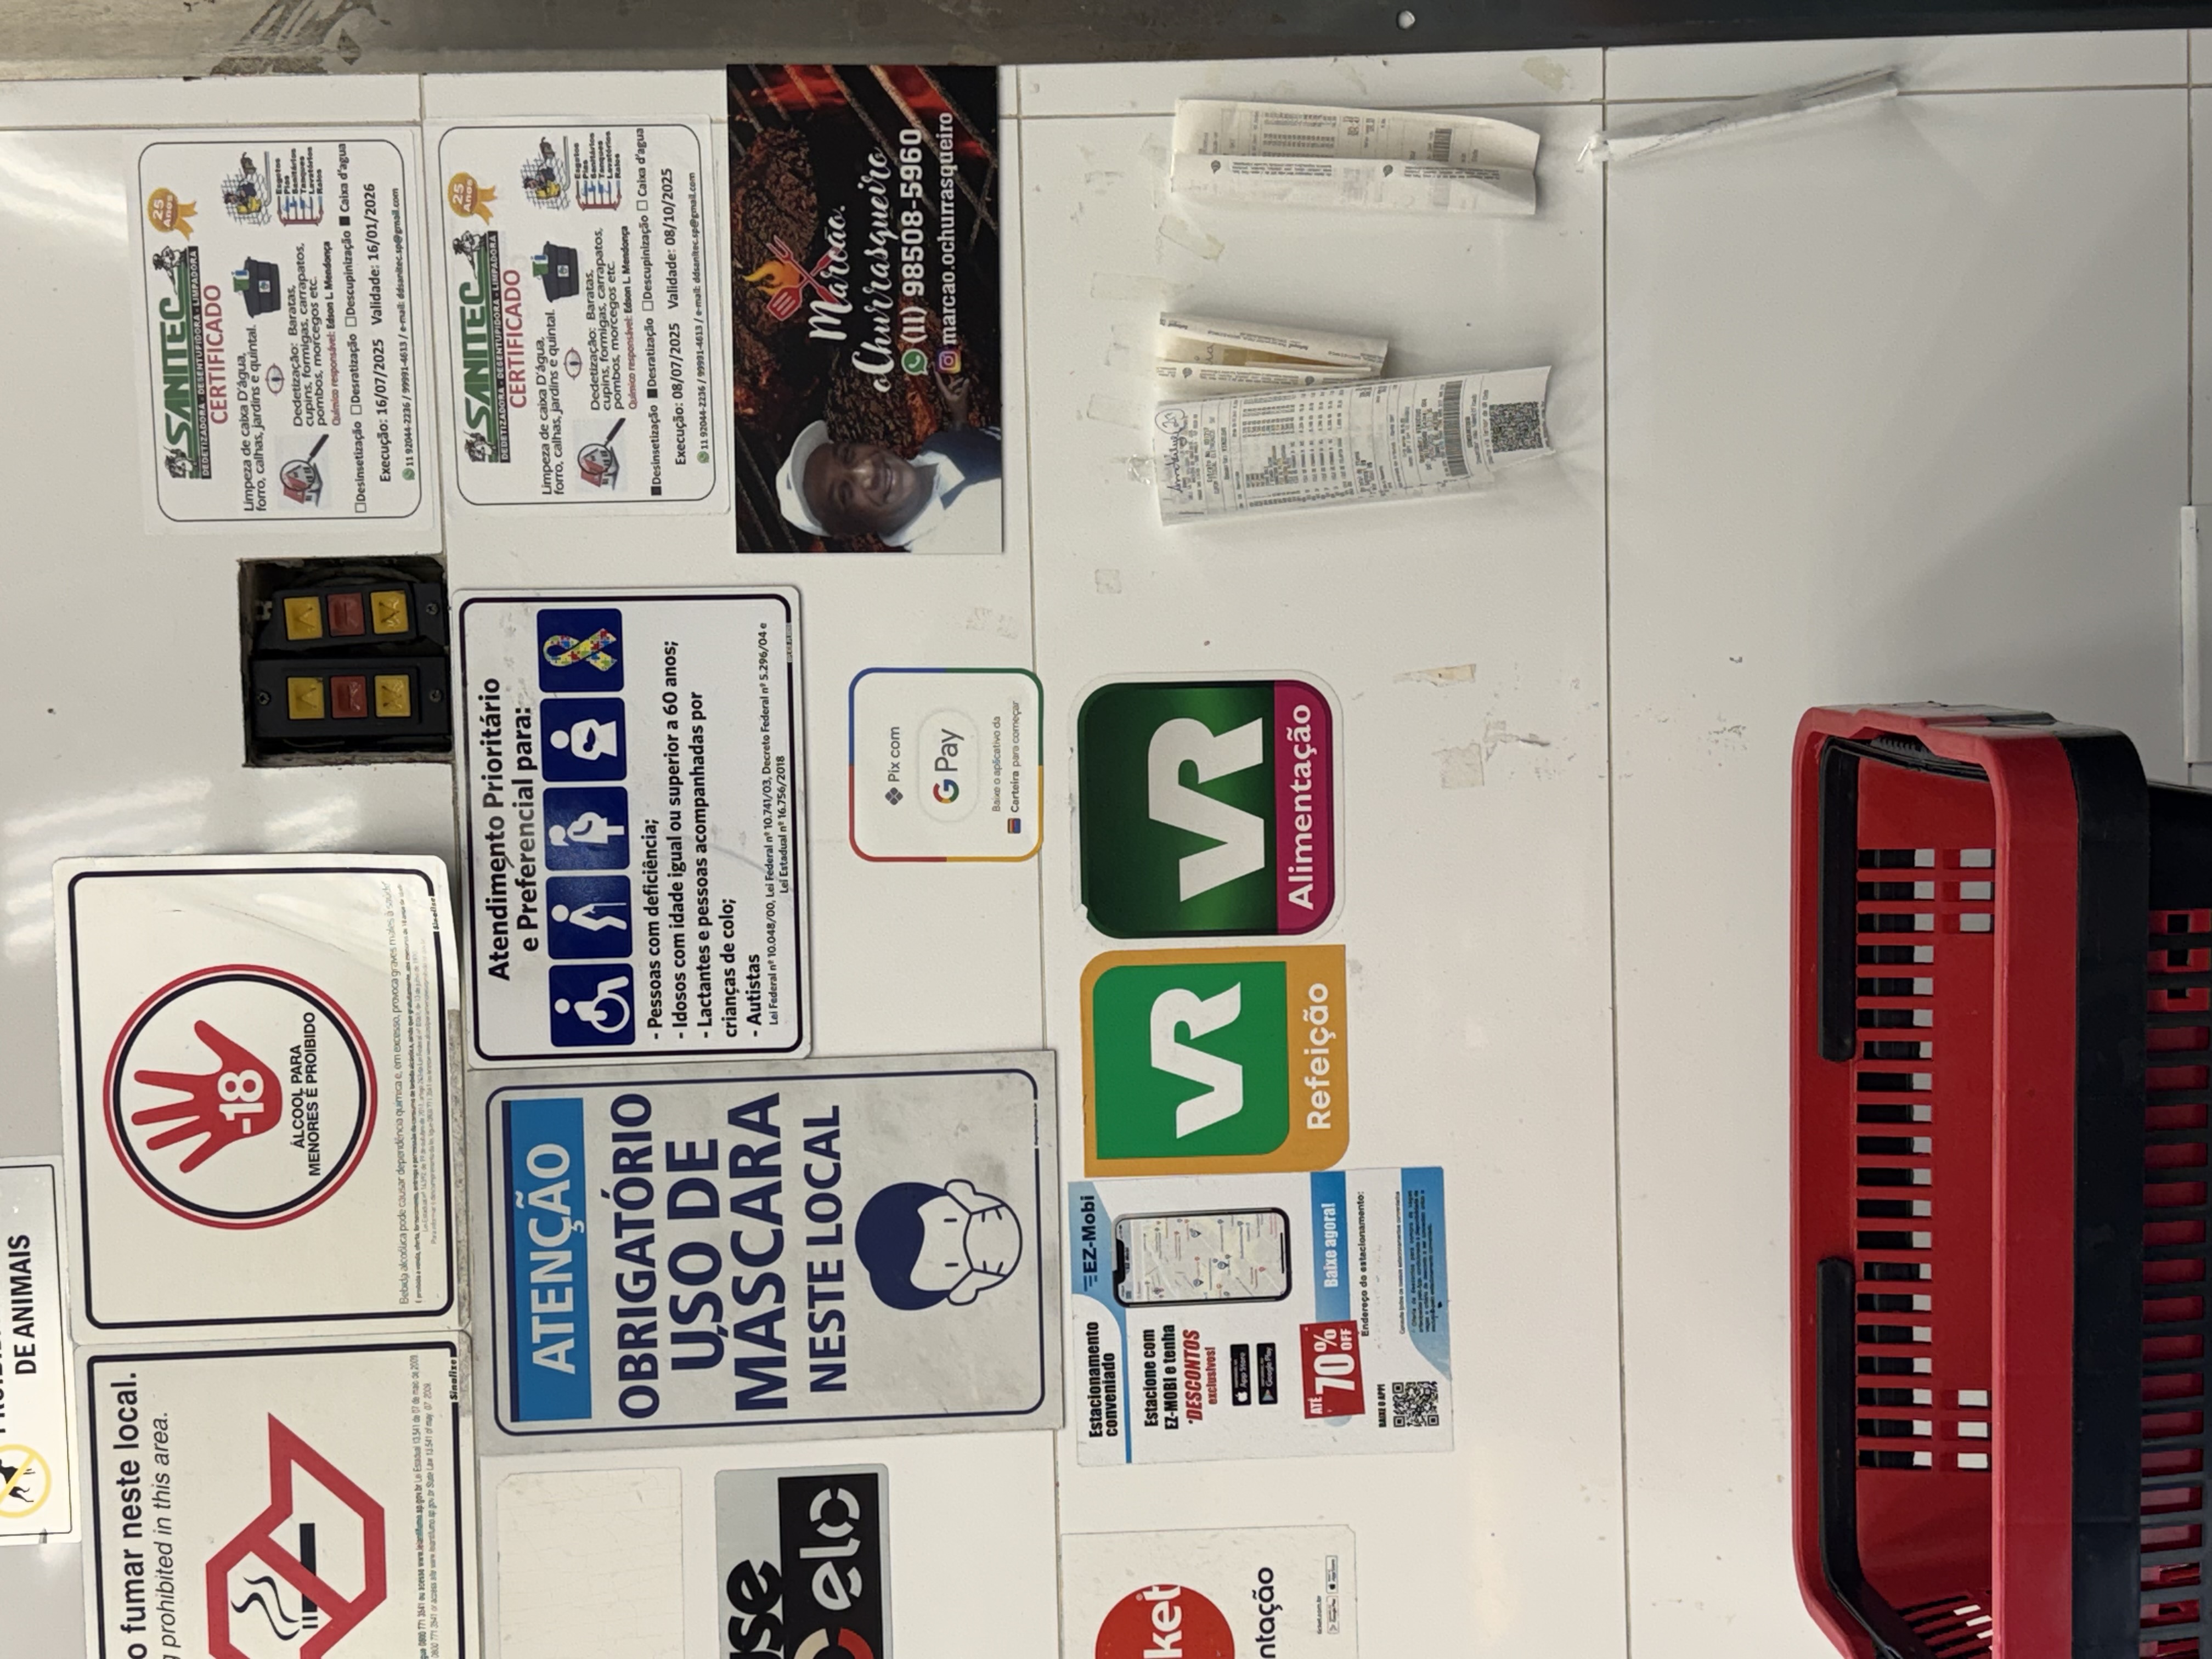 DE ANIMAIS
o fumar neste local.
g prohibited in this area.
Sinalize
-18
ÁLCOOL PARA
MENORES É PROIBIDO
Bebida alcoólica pode causar dependência química e, em excesso, provoca graves males à saúde
Sinalize
SANITEC
25
Anos
DEDETIZADORA - DESENTUPIDORA - LIMPADORA
CERTIFICADO
Limpeza de caixa D'água,
forro, calhas, jardins e quintal.
Dedetização: Baratas,
cupins, formigas, carrapatos,
pombos, morcegos etc.
Esgotos
Pias
Sanitários
Tanques
Lavatórios
Ralos
Químico responsável: Edson L. Mendonça
☐Desinsetização ☐Desratização ☐Descupinização ■ Caixa d'agua
Execução: 16/07/2025 Validade: 16/01/2026
11 92044-2236 / 99991-4613 / e-mail: ddsanitec.sp@gmail.com
SANITEC
25
Anos
DEDETIZADORA - DESENTUPIDORA - LIMPADORA
CERTIFICADO
Limpeza de caixa D'água,
forro, calhas, jardins e quintal.
Dedetização: Baratas,
cupins, formigas, carrapatos,
pombos, morcegos etc.
Esgotos
Pias
Sanitários
Tanques
Lavatórios
Ralos
Químico responsável: Edson L. Mendonça
■Desinsetização ■Desratização ☐Descupinização ☐ Caixa d'agua
Execução: 08/07/2025 Validade: 08/10/2025
11 92044-2236 / 99991-4613 / e-mail: ddsanitec.sp@gmail.com
ATENÇÃO
OBRIGATÓRIO
USO DE
MÁSCARA
NESTE LOCAL
Atendimento Prioritário
e Preferencial para:
- Pessoas com deficiência;
- Idosos com idade igual ou superior a 60 anos;
- Lactantes e pessoas acompanhadas por
crianças de colo;
- Autistas
Lei Federal nº 10.048/00, Lei Federal nº 10.741/03, Decreto Federal nº 5.296/04 e
Lei Estadual nº 16.756/2018
elo
Marcão.
oChurrasqueiro
(11) 98508-5960
marcao.ochurrasqueiro
Pix com
G Pay
Baixe o aplicativo da
Carteira para começar
ket
ntação
ticket.com.br
Estacionamento
conveniado
EZ-Mobi
Estacione com
EZ-MOBI e tenha
*DESCONTOS
exclusivos!
App Store
Google Play
ATÉ
70%
OFF
Baixe agora!
Endereço do estacionamento:
BAIXE O APP!
VR
Refeição
VR
Alimentação